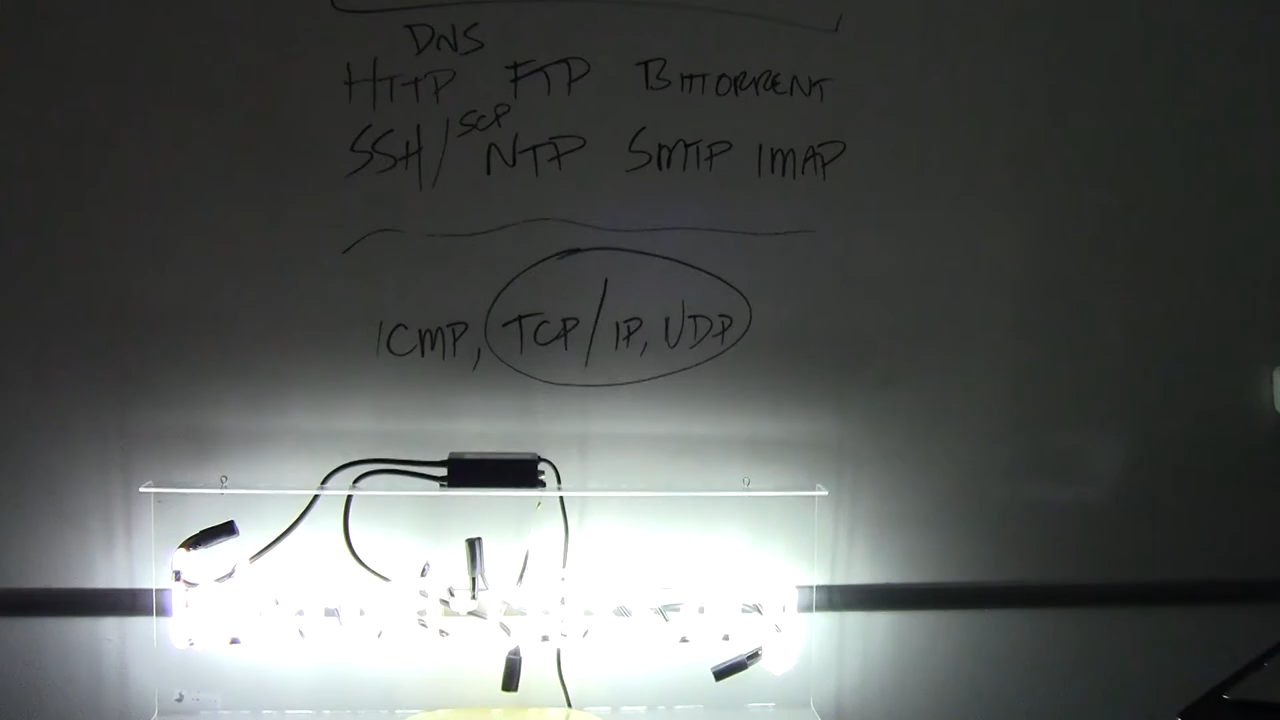 DNS
HTTP FTP BITTORRENT
SSH/SCP NTP SMTP IMAP
ICMP, TCP/IP, UDP